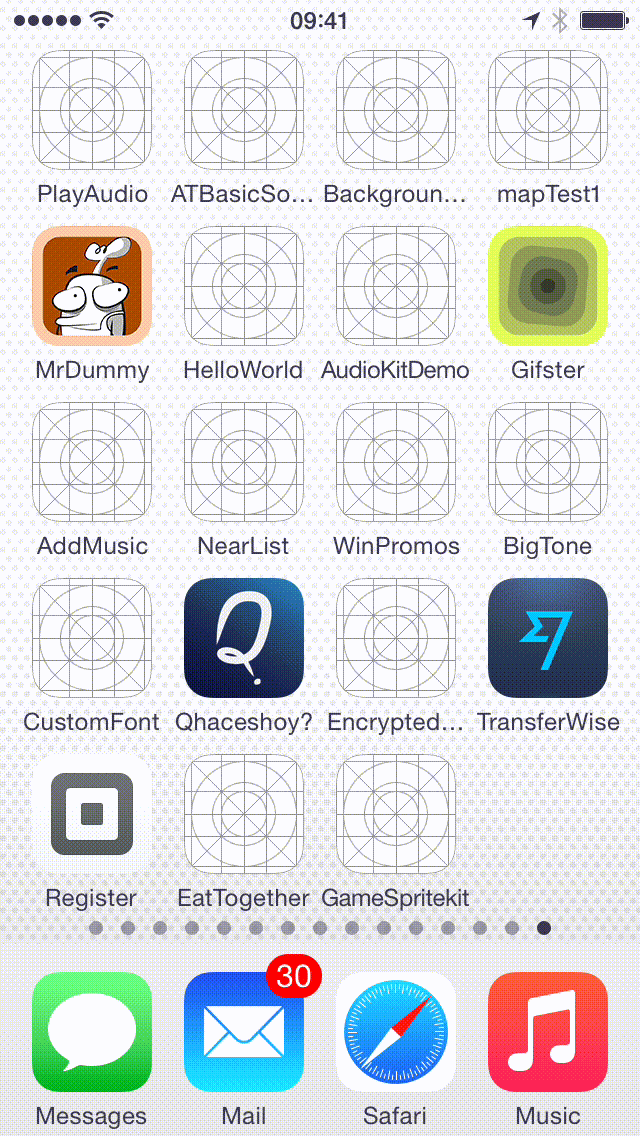 09:41
PlayAudio ATBasicSo... Backgroun... mapTest1
MrDummy HelloWorld AudioKitDemo Gifster
AddMusic NearList WinPromos BigTone
Q
CustomFont Qhaceshoy? Encrypted... TransferWise
Register EatTogether GameSpritekit
30
Messages Mail Safari Music